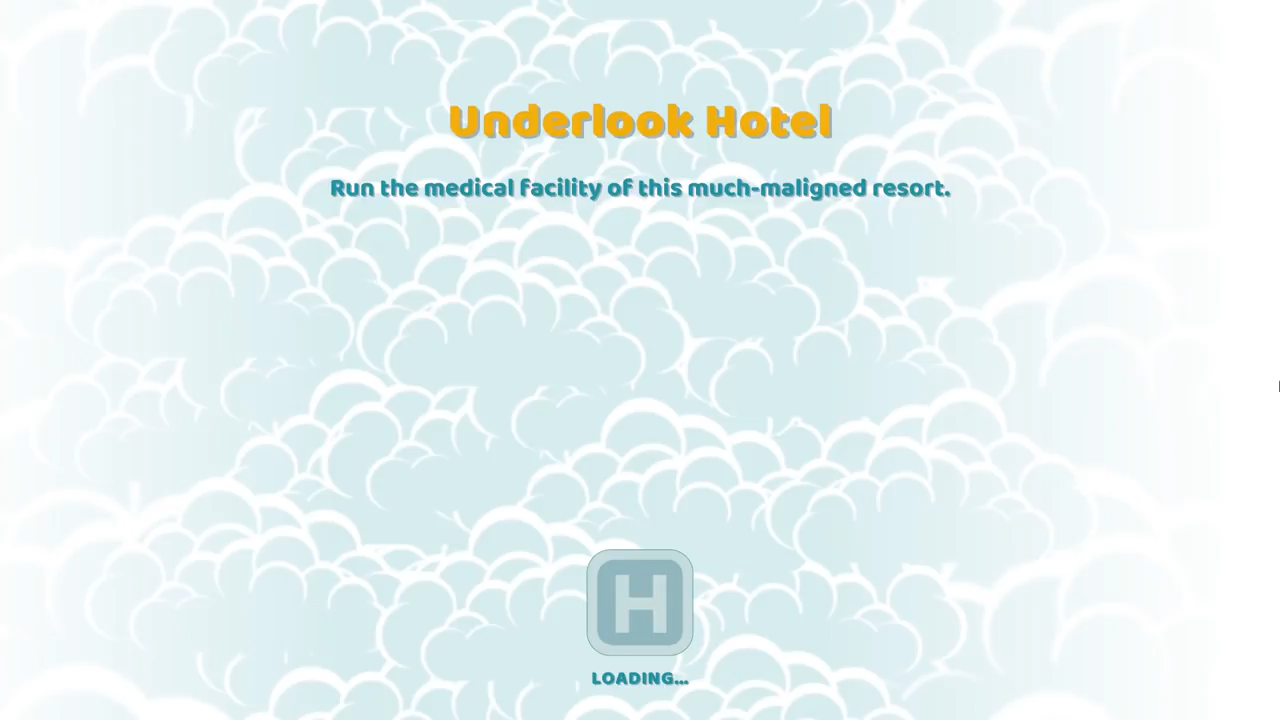 Underlook Hotel
Run the medical facility of this much-maligned resort.
H
LOADING...